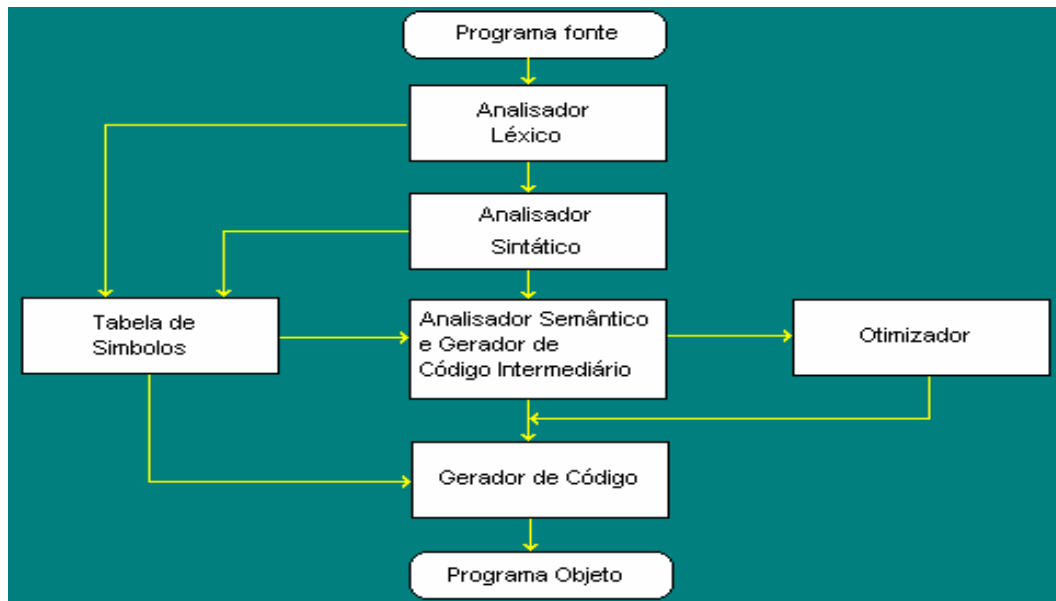 Programa fonte
Analisador
Léxico
Analisador
Sintático
Tabela de
Simbolos
Analisador Semântico
e Gerador de
Código Intermediário
Otimizador
Gerador de Código
Programa Objeto